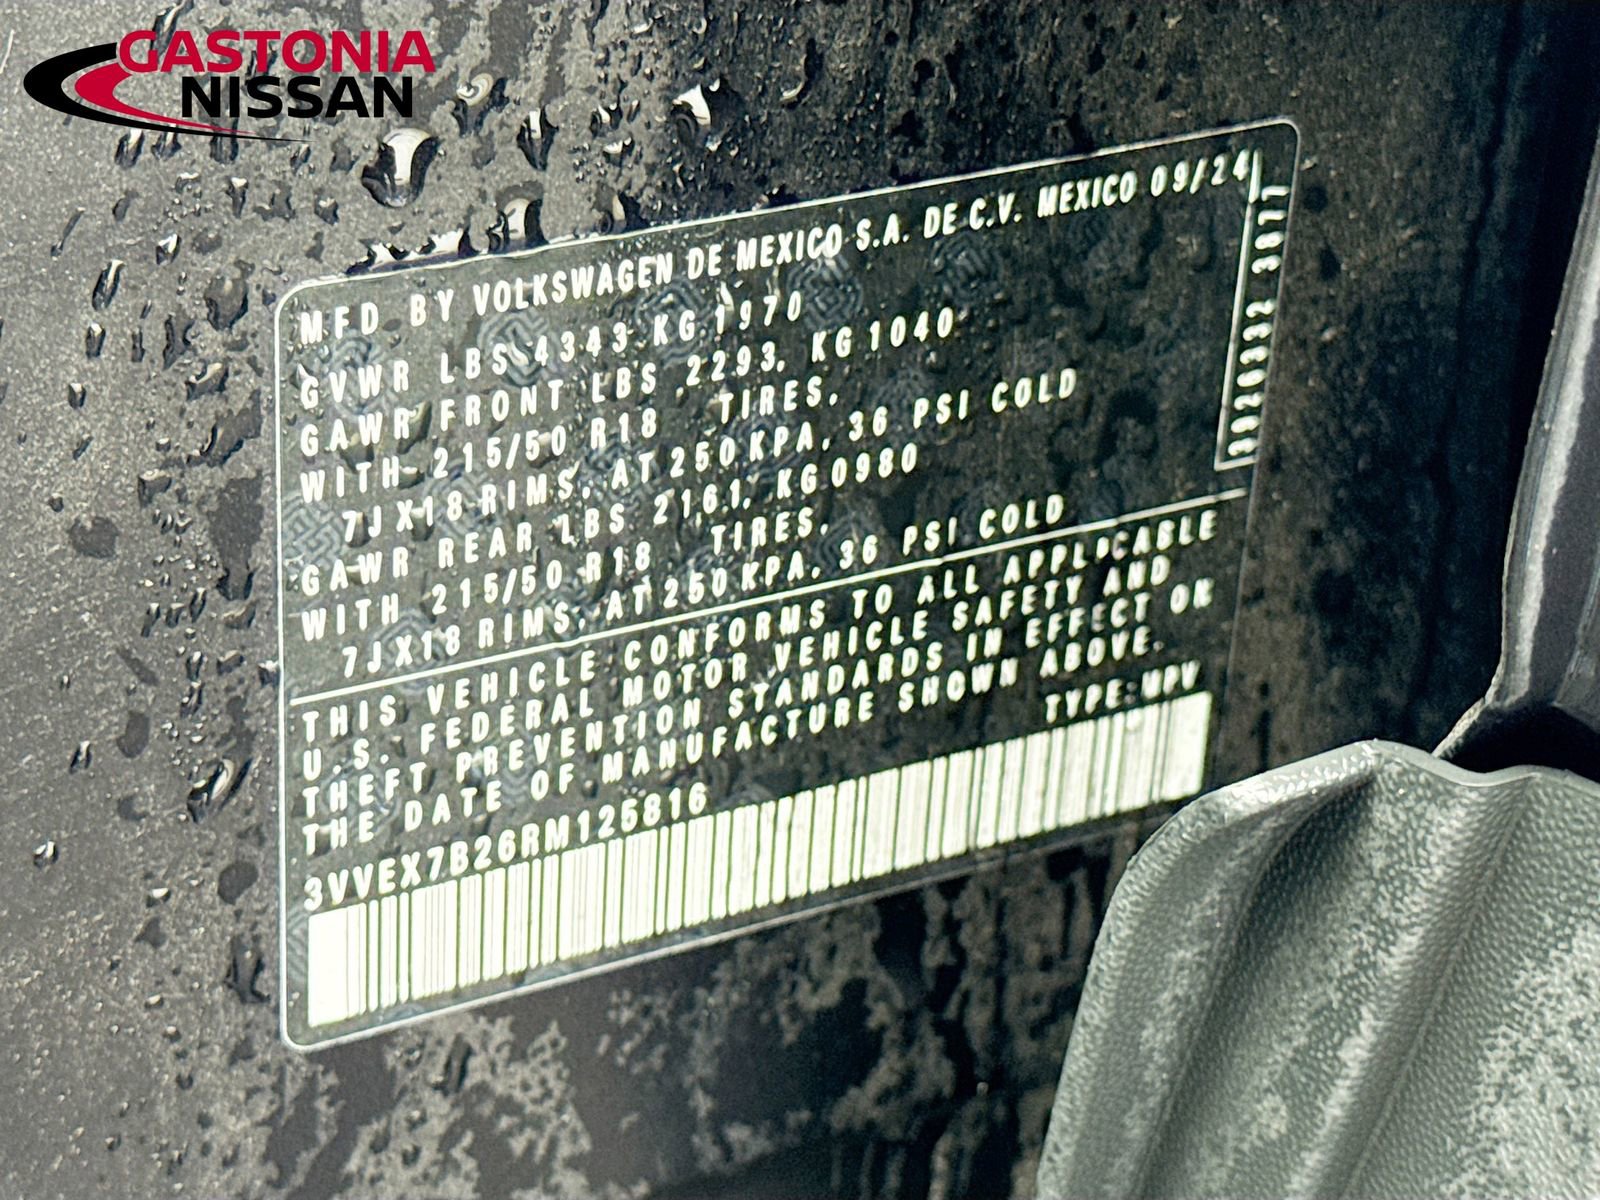 GASTONIA
NISSAN
MFD. BY VOLKSWAGEN DE MEXICO S.A. DE C.V. MEXICO 09/24
GVWR LBS 4343 KG 1970
GAWR FRONT LBS 2293, KG 1040
WITH 215/50 R18 TIRES,
7JX18 RIMS, AT 250 KPA, 36 PSI COLD
GAWR REAR LBS 2161, KG 0980
WITH 215/50 R18 TIRES,
7JX18 RIMS, AT 250 KPA, 36 PSI COLD
THIS VEHICLE CONFORMS TO ALL APPLICABLE
U.S. FEDERAL MOTOR VEHICLE SAFETY AND
THEFT PREVENTION STANDARDS IN EFFECT ON
THE DATE OF MANUFACTURE SHOWN ABOVE.
TYPE: MPV
3VVEX7B26RM125816